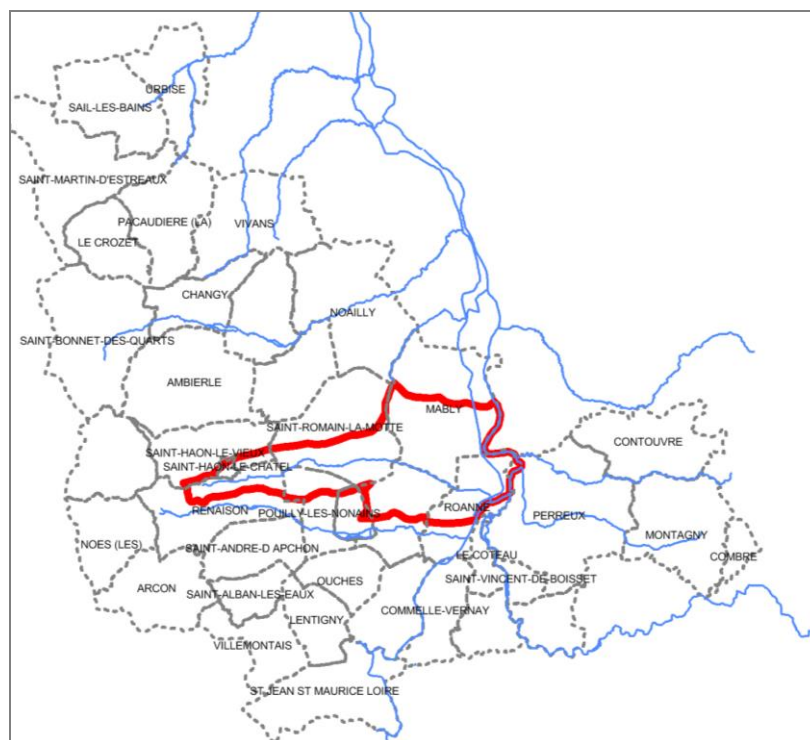 URBISE
SAIL-LES-BAINS
SAINT-MARTIN-D'ESTREAUX
PACAUDIERE (LA)
VIVANS
LE CROZET
CHANGY
NOAILLY
SAINT-BONNET-DES-QUARTS
AMBIERLE
MABLY
SAINT-ROMAIN-LA-MOTTE
CONTOUVRE
SAINT-HAON-LE-VIEUX
SAINT-HAON-LE-CHATEL
ROANNE
RENAISON
POUILLY-LES-NONAINS
PERREUX
MONTAGNY
NOES (LES)
SAINT-ANDRE-D APCHON
LE COTEAU
COMBRE
SAINT-VINCENT-DE-BOISSET
OUCHES
ARCON
SAINT-ALBAN-LES-EAUX
COMMELLE-VERNAY
LENTIGNY
VILLEMONTAIS
ST JEAN ST MAURICE LOIRE